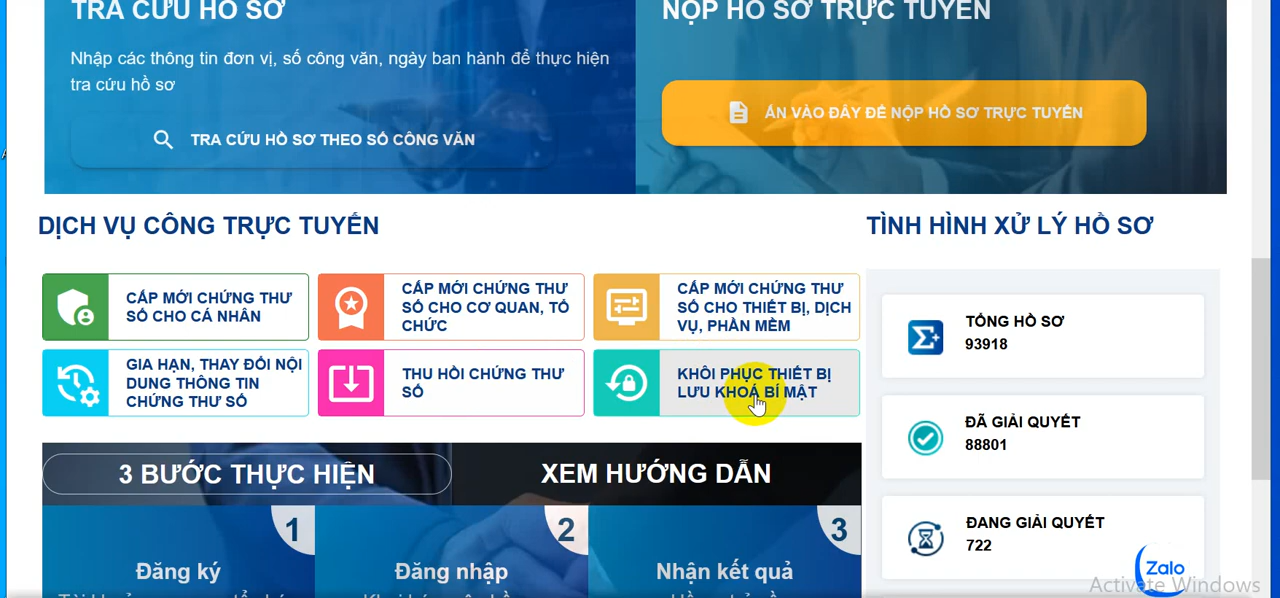 TRA CỨU HỒ SƠ
Nhập các thông tin đơn vị, số công văn, ngày ban hành để thực hiện
tra cứu hồ sơ
TRA CỨU HỒ SƠ THEO SỐ CÔNG VĂN
NỘP HỒ SƠ TRỰC TUYẾN
ẤN VÀO ĐÂY ĐỂ NỘP HỒ SƠ TRỰC TUYẾN
DỊCH VỤ CÔNG TRỰC TUYẾN
CẤP MỚI CHỨNG THƯ
SỐ CHO CÁ NHÂN
CẤP MỚI CHỨNG THƯ
SỐ CHO CƠ QUAN, TỔ
CHỨC
CẤP MỚI CHỨNG THƯ
SỐ CHO THIẾT BỊ, DỊCH
VỤ, PHẦN MỀM
GIA HẠN, THAY ĐỔI NỘI
DUNG THÔNG TIN
CHỨNG THƯ SỐ
THU HỒI CHỨNG THƯ
SỐ
KHÔI PHỤC THIẾT BỊ
LƯU KHOÁ BÍ MẬT
3 BƯỚC THỰC HIỆN
XEM HƯỚNG DẪN
1
Đăng ký
2
Đăng nhập
3
Nhận kết quả
TÌNH HÌNH XỬ LÝ HỒ SƠ
TỔNG HỒ SƠ
93918
ĐÃ GIẢI QUYẾT
88801
ĐANG GIẢI QUYẾT
722
Zalo
Activate Windows